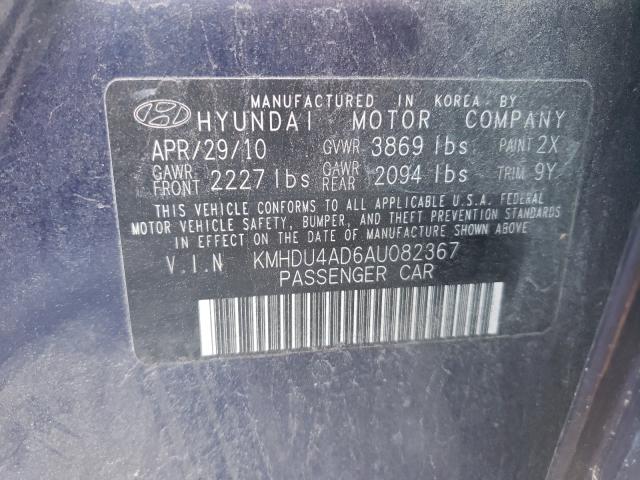 MANUFACTURED IN KOREA BY
HYUNDAI MOTOR COMPANY
APR/29/10 GVWR 3869 lbs PAINT 2X
GAWR FRONT 2227 lbs GAWR REAR 2094 lbs TRIM 9Y
THIS VEHICLE CONFORMS TO ALL APPLICABLE U.S.A. FEDERAL
MOTOR VEHICLE SAFETY, BUMPER, AND THEFT PREVENTION STANDARDS
IN EFFECT ON THE DATE OF MANUFACTURE SHOWN ABOVE.
V.I.N KMHDU4AD6AU082367
PASSENGER CAR